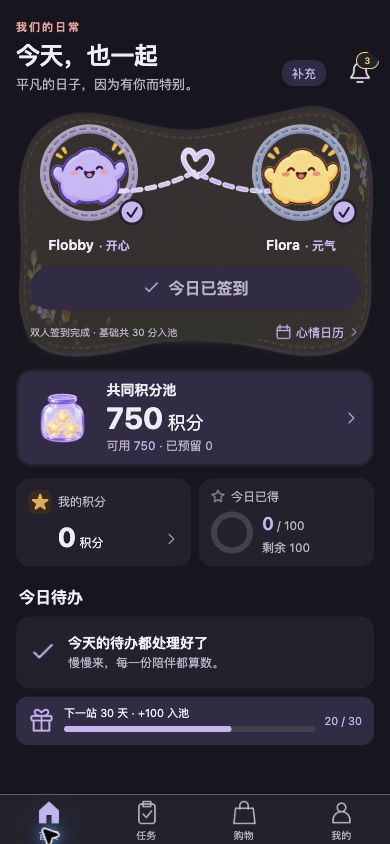 我们的日常
今天，也一起
平凡的日子，因为有你而特别。
补充
3
Flobby · 开心
Flora · 元气
今日已签到
双人签到完成 · 基础共 30 分入池
心情日历
共同积分池
750 积分
可用 750 · 已预留 0
我的积分
0 积分
今日已得
0 / 100
剩余 100
今日待办
今天的待办都处理好了
慢慢来，每一份陪伴都算数。
下一站 30 天 · +100 入池
20 / 30
任务
购物
我的